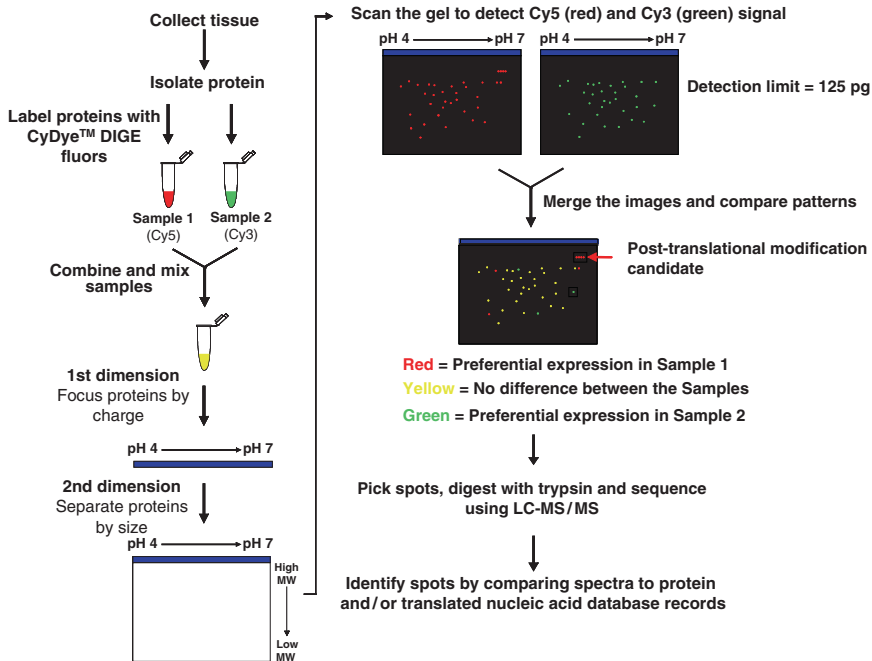 Collect tissue
Isolate protein
Label proteins with
CyDye™ DIGE
fluors
Sample 1
(Cy5)
Sample 2
(Cy3)
Combine and mix
samples
1st dimension
Focus proteins by
charge
pH 4 pH 7
2nd dimension
Separate proteins
by size
pH 4 pH 7
High
MW
Low
MW
Scan the gel to detect Cy5 (red) and Cy3 (green) signal
pH 4 pH 7 pH 4 pH 7
Detection limit = 125 pg
Merge the images and compare patterns
Post-translational modification
candidate
Red = Preferential expression in Sample 1
Yellow = No difference between the Samples
Green = Preferential expression in Sample 2
Pick spots, digest with trypsin and sequence
using LC-MS/MS
Identify spots by comparing spectra to protein
and/or translated nucleic acid database records